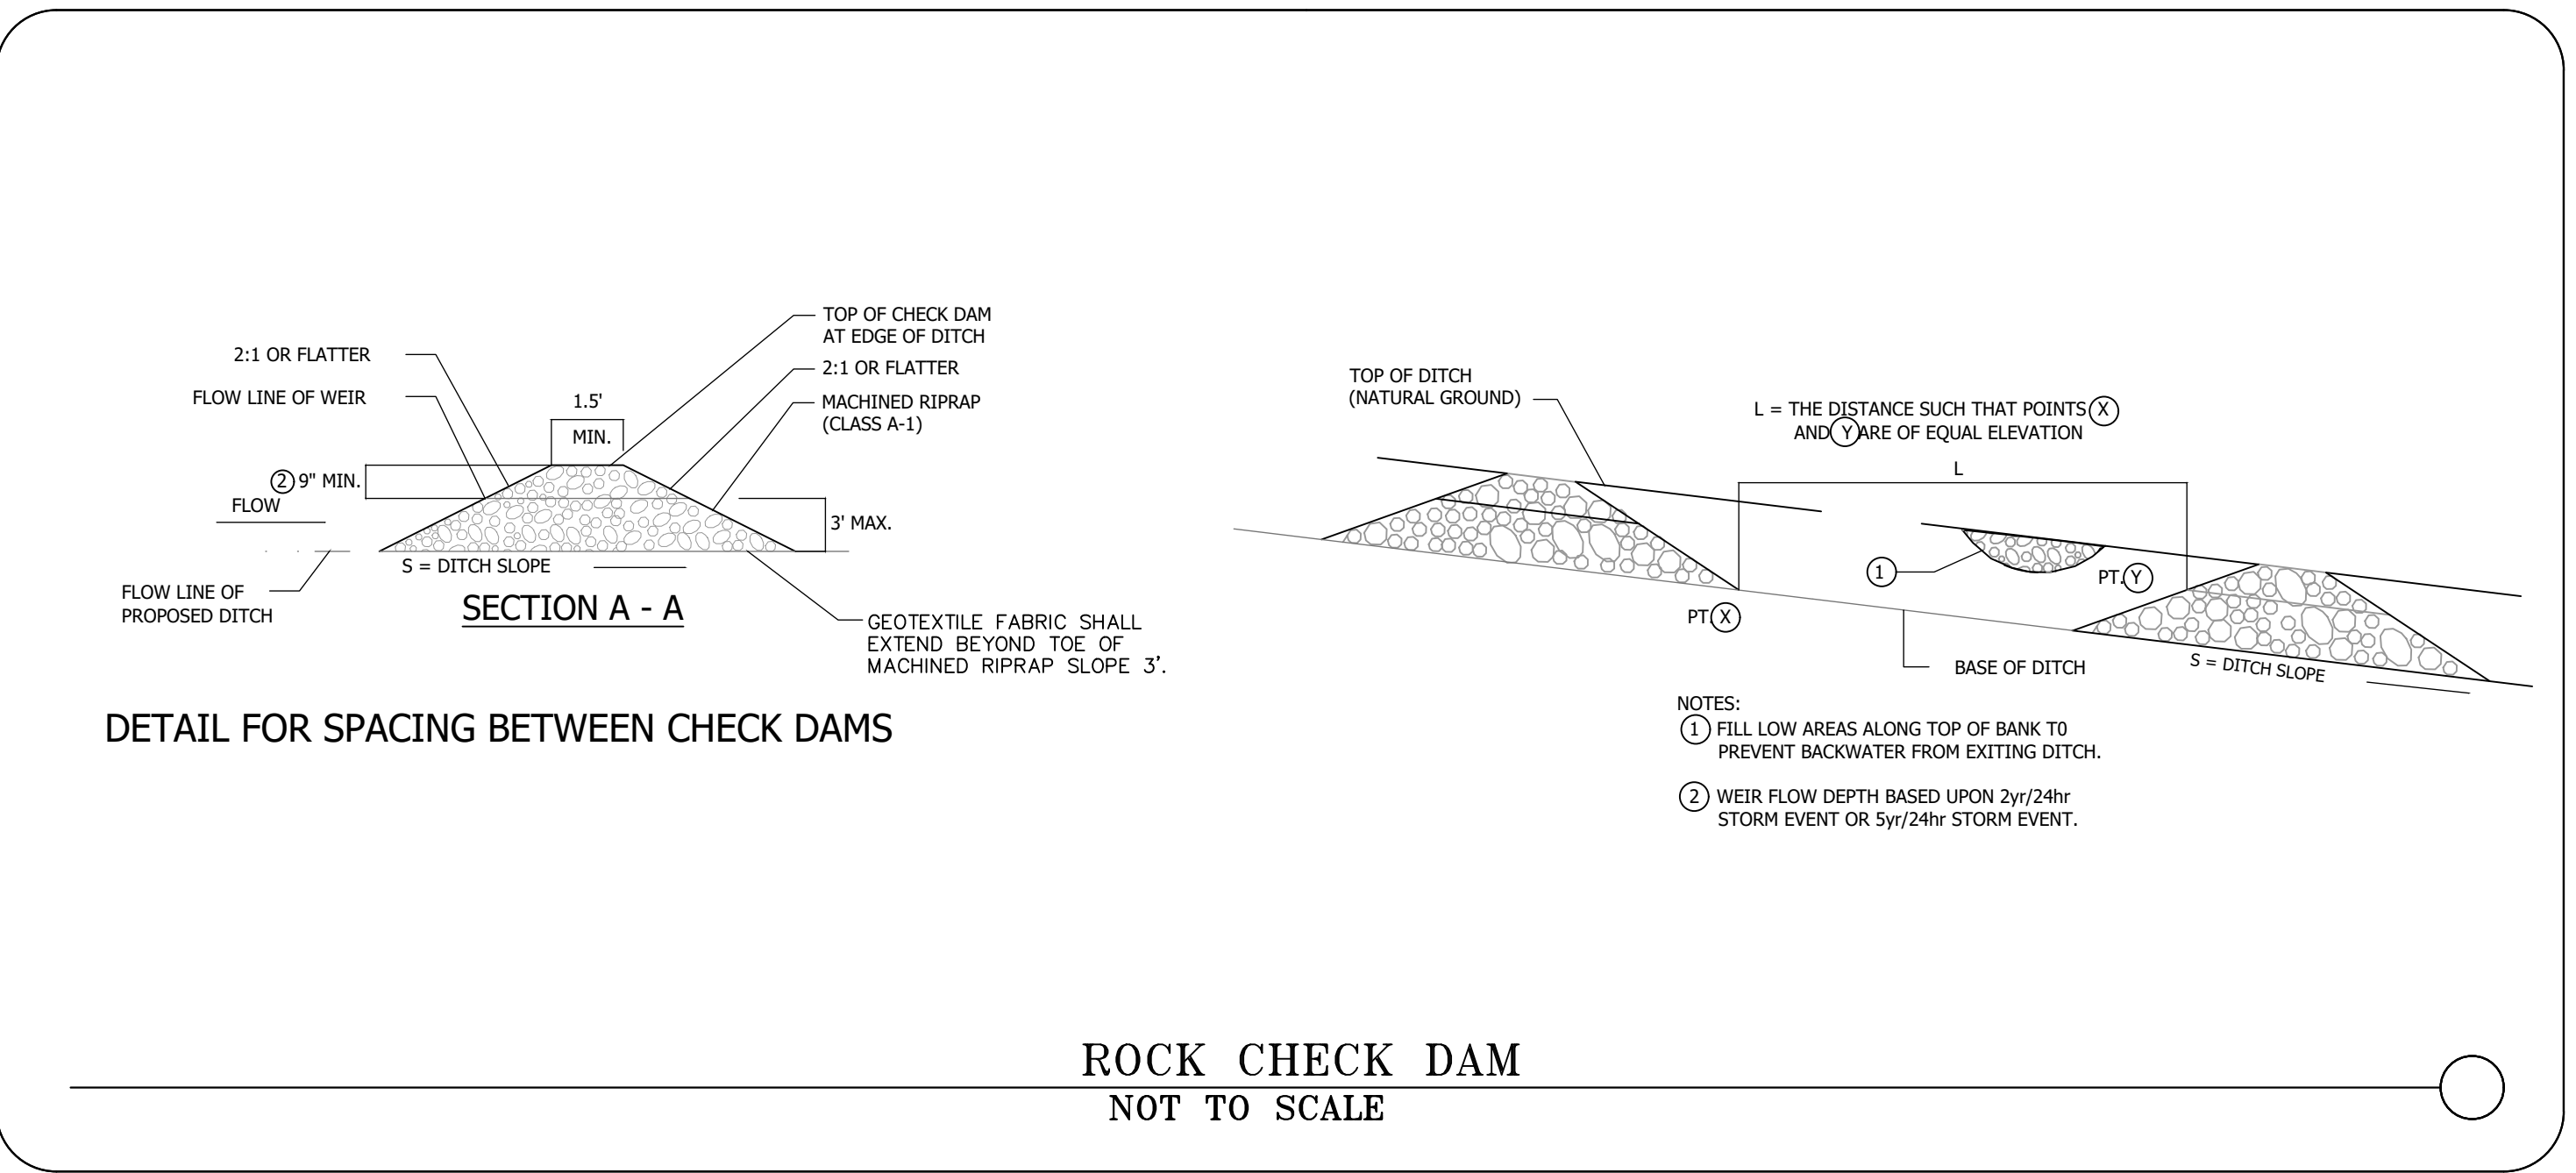 TOP OF CHECK DAM
AT EDGE OF DITCH
2:1 OR FLATTER
2:1 OR FLATTER
FLOW LINE OF WEIR
1.5'
MIN.
MACHINED RIPRAP
(CLASS A-1)
2 9" MIN.
FLOW
3' MAX.
S = DITCH SLOPE
FLOW LINE OF
PROPOSED DITCH
SECTION A - A
GEOTEXTILE FABRIC SHALL
EXTEND BEYOND TOE OF
MACHINED RIPRAP SLOPE 3'.
DETAIL FOR SPACING BETWEEN CHECK DAMS
TOP OF DITCH
(NATURAL GROUND)
L = THE DISTANCE SUCH THAT POINTS X
AND Y ARE OF EQUAL ELEVATION
L
1
PT. Y
PT. X
BASE OF DITCH
S = DITCH SLOPE
NOTES:
1 FILL LOW AREAS ALONG TOP OF BANK T0
PREVENT BACKWATER FROM EXITING DITCH.
2 WEIR FLOW DEPTH BASED UPON 2yr/24hr
STORM EVENT OR 5yr/24hr STORM EVENT.
ROCK CHECK DAM
NOT TO SCALE